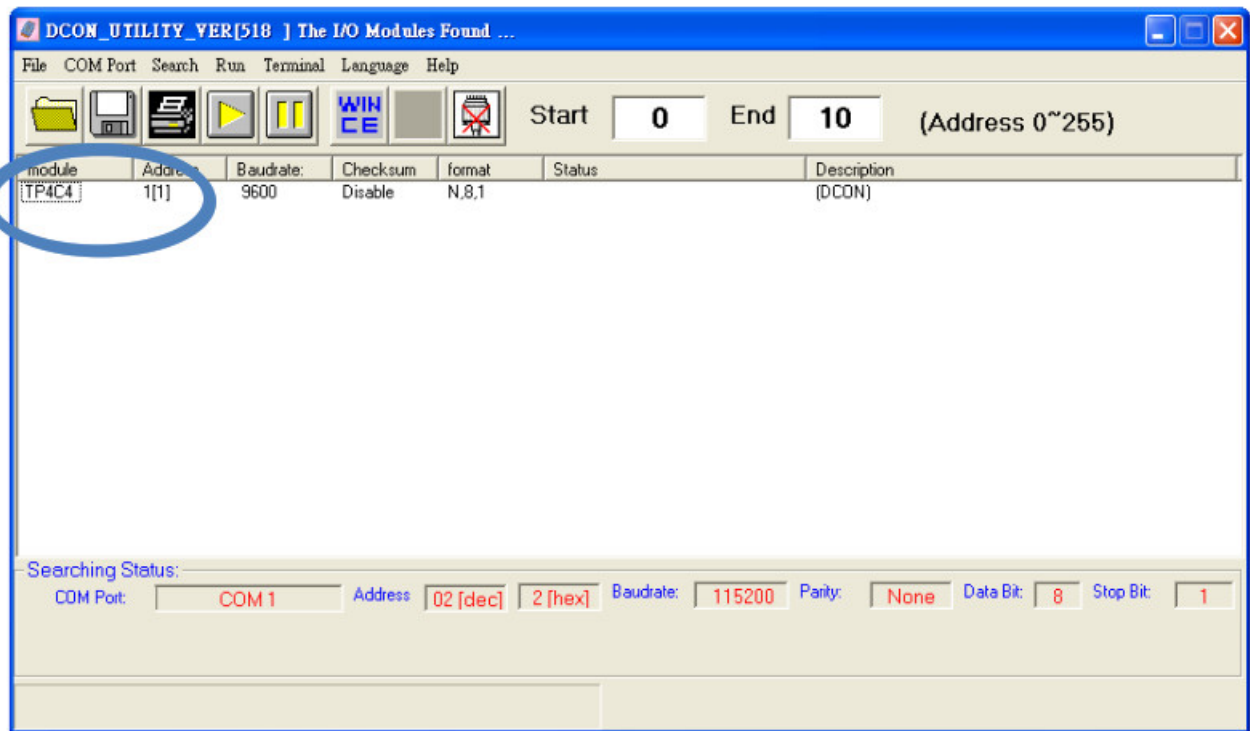 DCON_UTILITY_VER[518 ] The I/O Modules Found ...
File COM Port Search Run Terminal Language Help
WIN CE Start 0 End 10 (Address 0~255)
module Address Baudrate: Checksum format Status Description
TP4C4 1[1] 9600 Disable N,8,1 (DCON)
Searching Status:
COM Port: COM 1 Address 02 [dec] 2 [hex] Baudrate: 115200 Parity: None Data Bit: 8 Stop Bit: 1